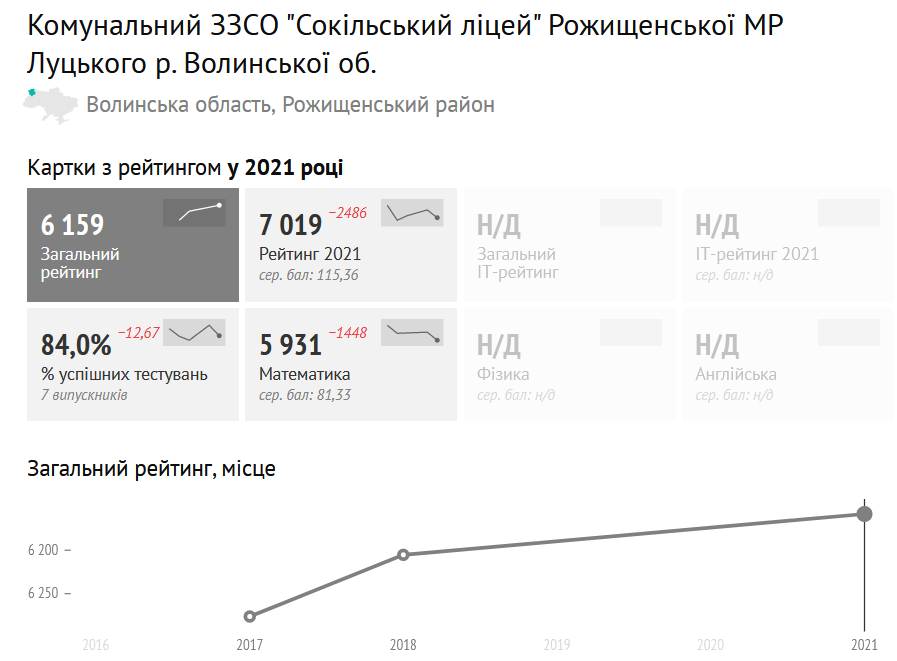 Комунальний ЗЗСО "Сокільський ліцей" Рожищенської МР
Луцького р. Волинської об.
Волинська область, Рожищенський район
Картки з рейтингом у 2021 році
6 159
Загальний
рейтинг
7 019 −2486
Рейтинг 2021
сер. бал: 115,36
Н/Д
Загальний
ІТ-рейтинг
Н/Д
ІТ-рейтинг 2021
сер. бал: н/д
84,0% −12,67
% успішних тестувань
7 випускників
5 931 −1448
Математика
сер. бал: 81,33
Н/Д
Фізика
сер. бал: н/д
Н/Д
Англійська
сер. бал: н/д
Загальний рейтинг, місце
6 200
6 250
2016 2017 2018 2019 2020 2021